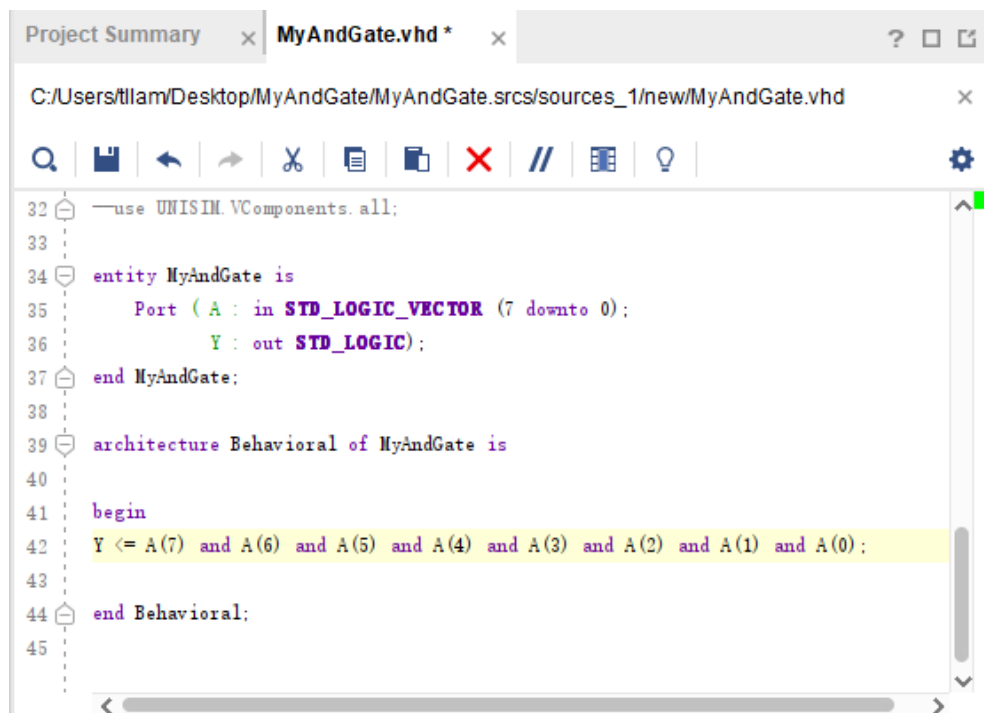 Project Summary × MyAndGate.vhd * × ?
C:/Users/tllam/Desktop/MyAndGate/MyAndGate.srcs/sources_1/new/MyAndGate.vhd ×
32 --use UNISIM.VComponents.all;
33
34 entity MyAndGate is
35 Port ( A : in STD_LOGIC_VECTOR (7 downto 0);
36 Y : out STD_LOGIC);
37 end MyAndGate;
38
39 architecture Behavioral of MyAndGate is
40
41 begin
42 Y <= A(7) and A(6) and A(5) and A(4) and A(3) and A(2) and A(1) and A(0);
43
44 end Behavioral;
45